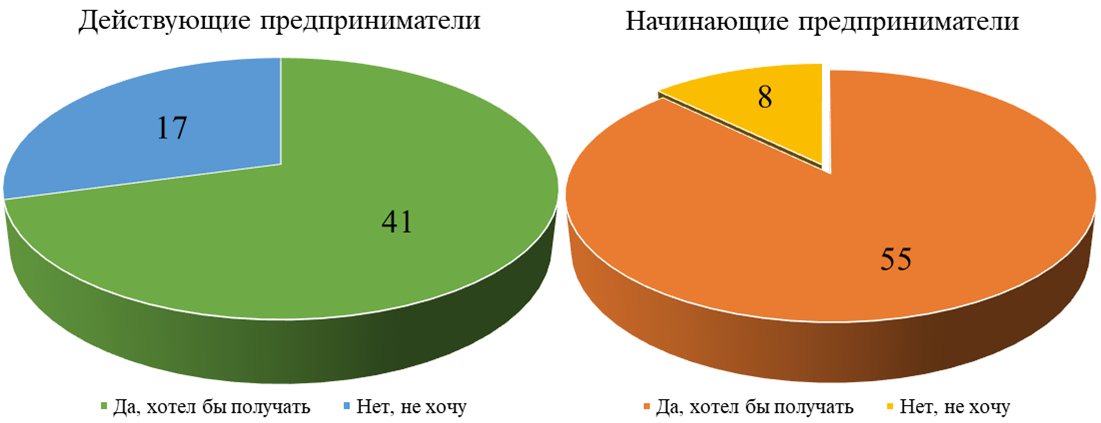 Действующие предприниматели
17
41
Да, хотел бы получать
Нет, не хочу
Начинающие предприниматели
8
55
Да, хотел бы получать
Нет, не хочу